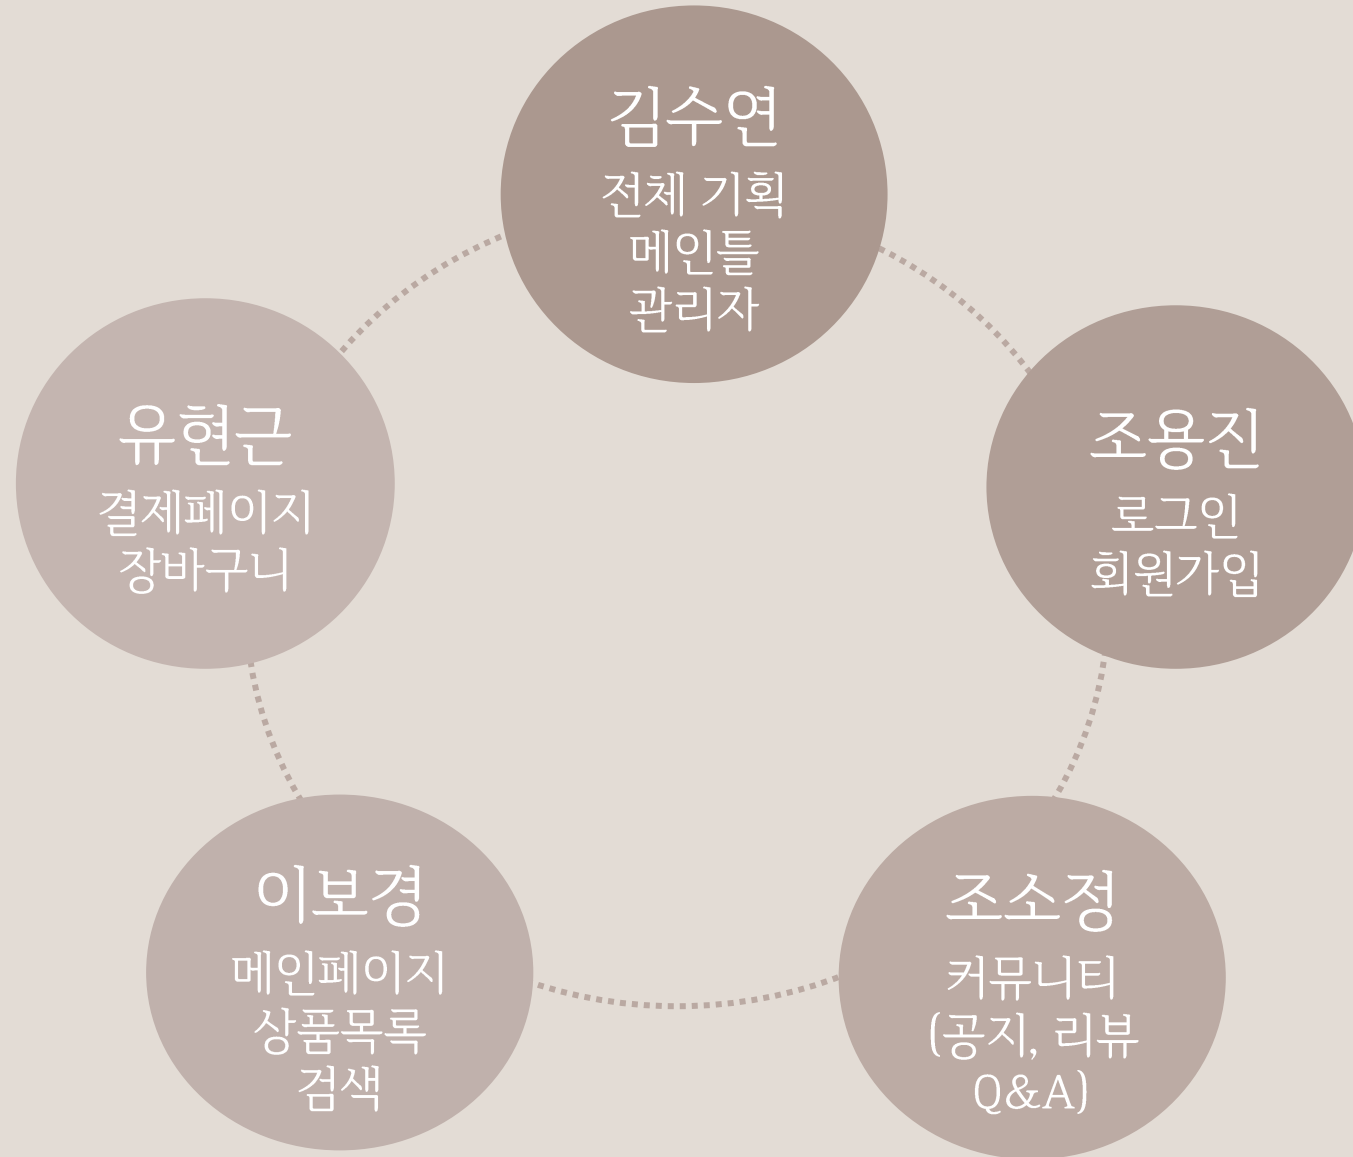 김수연
전체 기획
메인틀
관리자
유현근
결제페이지
장바구니
조용진
로그인
회원가입
이보경
메인페이지
상품목록
검색
조소정
커뮤니티
(공지, 리뷰
Q&A)